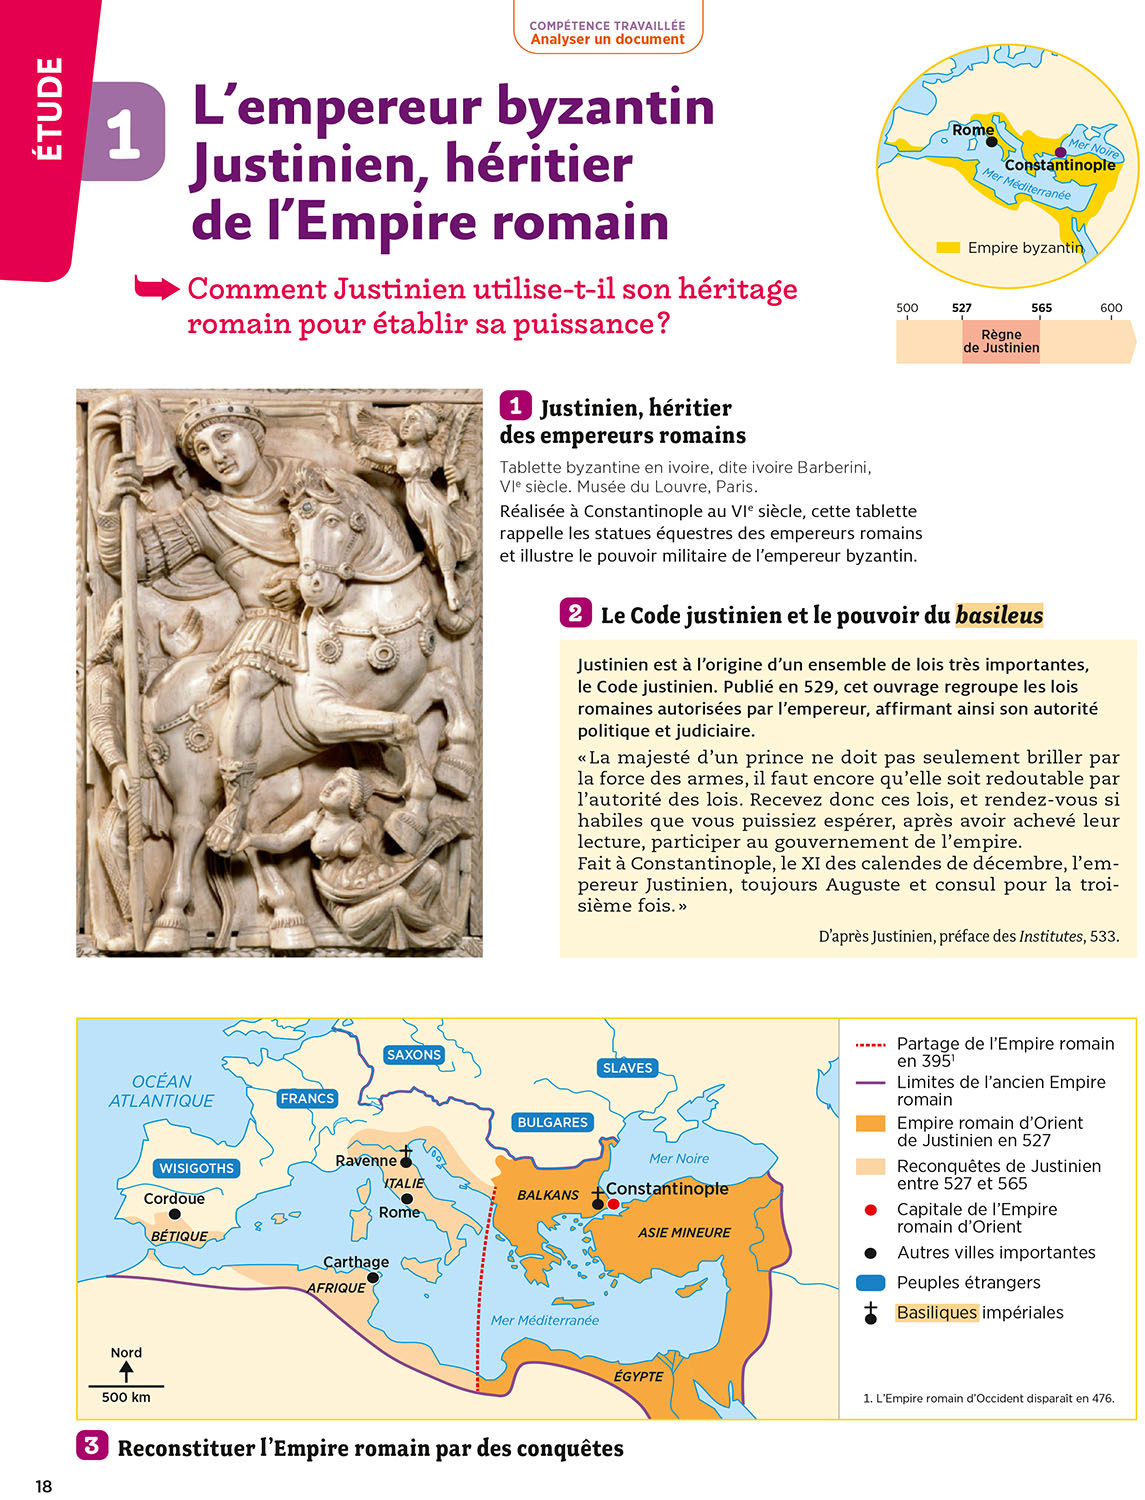 COMPÉTENCE TRAVAILLÉE
Analyser un document
ÉTUDE
1
L'empereur byzantin
Justinien, héritier
de l'Empire romain
Comment Justinien utilise-t-il son héritage
romain pour établir sa puissance ?
Rome
Mer Noire
Constantinople
Mer Méditerranée
Empire byzantin
500
527
565
600
Règne
de Justinien
1 Justinien, héritier
des empereurs romains
Tablette byzantine en ivoire, dite ivoire Barberini,
VIe siècle. Musée du Louvre, Paris.
Réalisée à Constantinople au VIe siècle, cette tablette
rappelle les statues équestres des empereurs romains
et illustre le pouvoir militaire de l'empereur byzantin.
2 Le Code justinien et le pouvoir du basileus
Justinien est à l'origine d'un ensemble de lois très importantes,
le Code justinien. Publié en 529, cet ouvrage regroupe les lois
romaines autorisées par l'empereur, affirmant ainsi son autorité
politique et judiciaire.
« La majesté d'un prince ne doit pas seulement briller par
la force des armes, il faut encore qu'elle soit redoutable par
l'autorité des lois. Recevez donc ces lois, et rendez-vous si
habiles que vous puissiez espérer, après avoir achevé leur
lecture, participer au gouvernement de l'empire.
Fait à Constantinople, le XI des calendes de décembre, l'em-
pereur Justinien, toujours Auguste et consul pour la troi-
sième fois. »
D'après Justinien, préface des Institutes, 533.
OCÉAN
ATLANTIQUE
SAXONS
SLAVES
FRANCS
BULGARES
WISIGOTHS
Mer Noire
Ravenne
ITALIE
Rome
Cordoue
BÉTIQUE
BALKANS
Constantinople
ASIE MINEURE
Carthage
AFRIQUE
Mer Méditerranée
ÉGYPTE
Nord
500 km
Partage de l'Empire romain
en 395¹
Limites de l'ancien Empire
romain
Empire romain d'Orient
de Justinien en 527
Reconquêtes de Justinien
entre 527 et 565
Capitale de l'Empire
romain d'Orient
Autres villes importantes
Peuples étrangers
Basiliques impériales
1. L'Empire romain d'Occident disparaît en 476.
3 Reconstituer l'Empire romain par des conquêtes
18